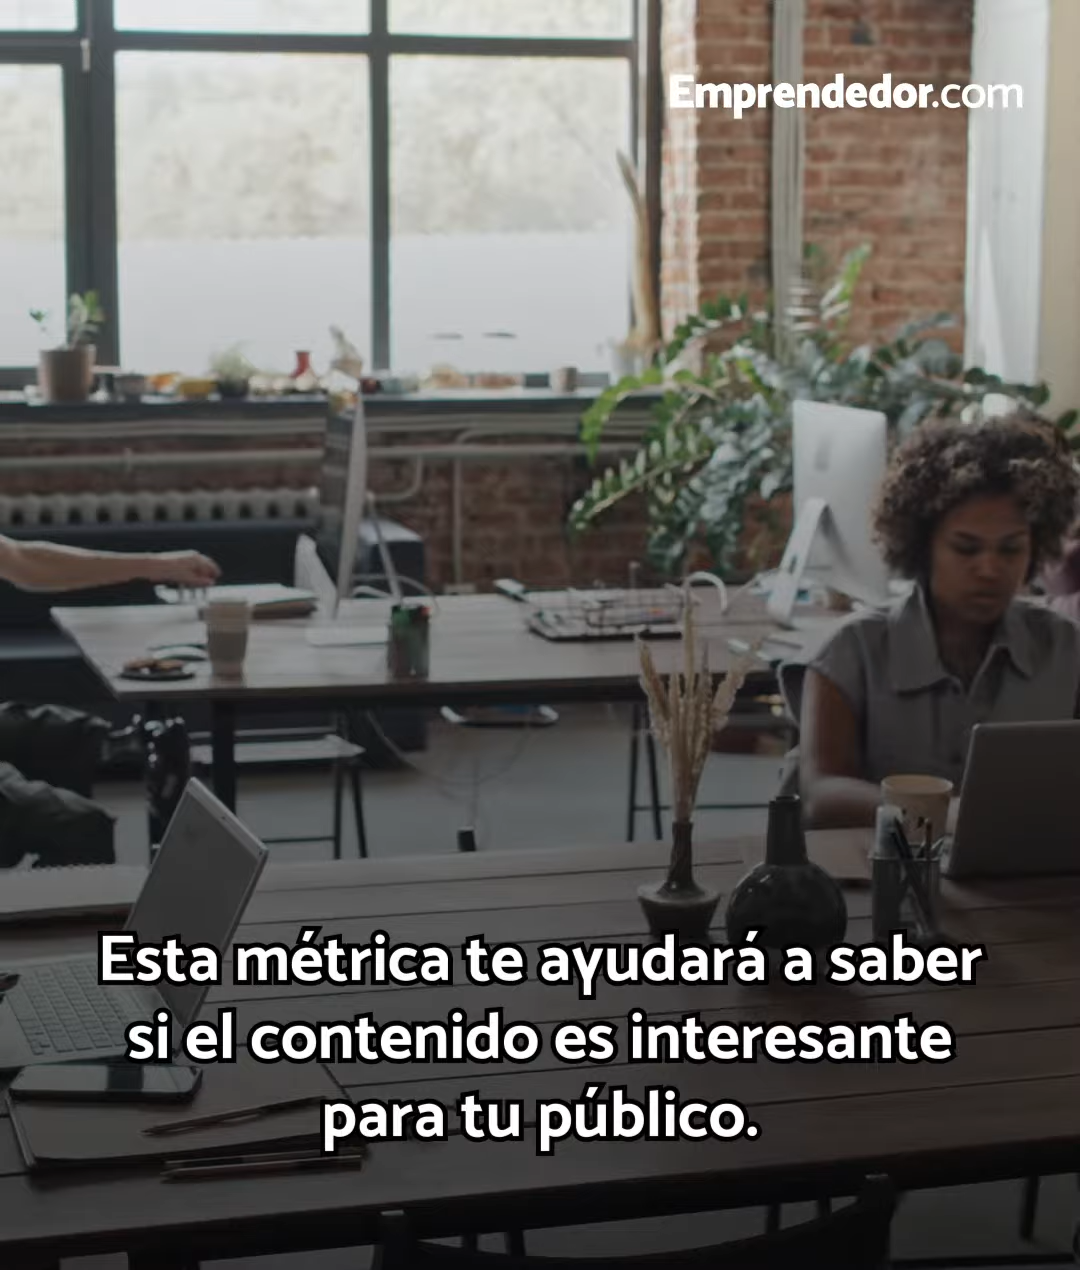 Emprendedor.com
Esta métrica te ayudará a saber
si el contenido es interesante
para tu público.